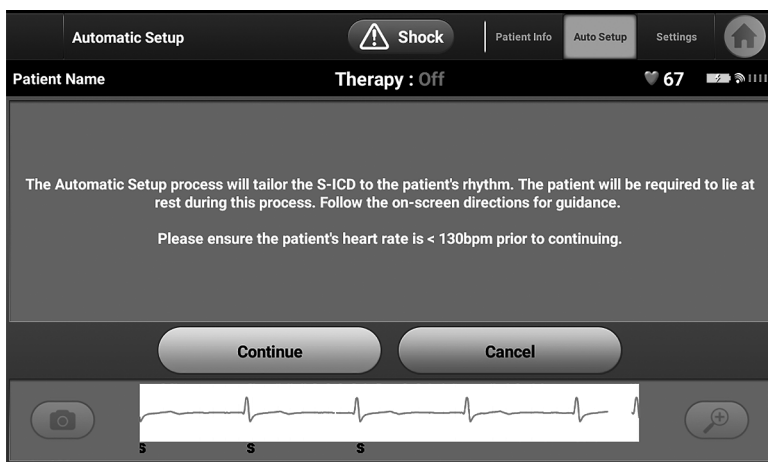 Automatic Setup
Shock
Patient Info
Auto Setup
Settings
Patient Name
Therapy : Off
67
The Automatic Setup process will tailor the S-ICD to the patient's rhythm. The patient will be required to lie at
rest during this process. Follow the on-screen directions for guidance.
Please ensure the patient's heart rate is < 130bpm prior to continuing.
Continue
Cancel
S
S
S